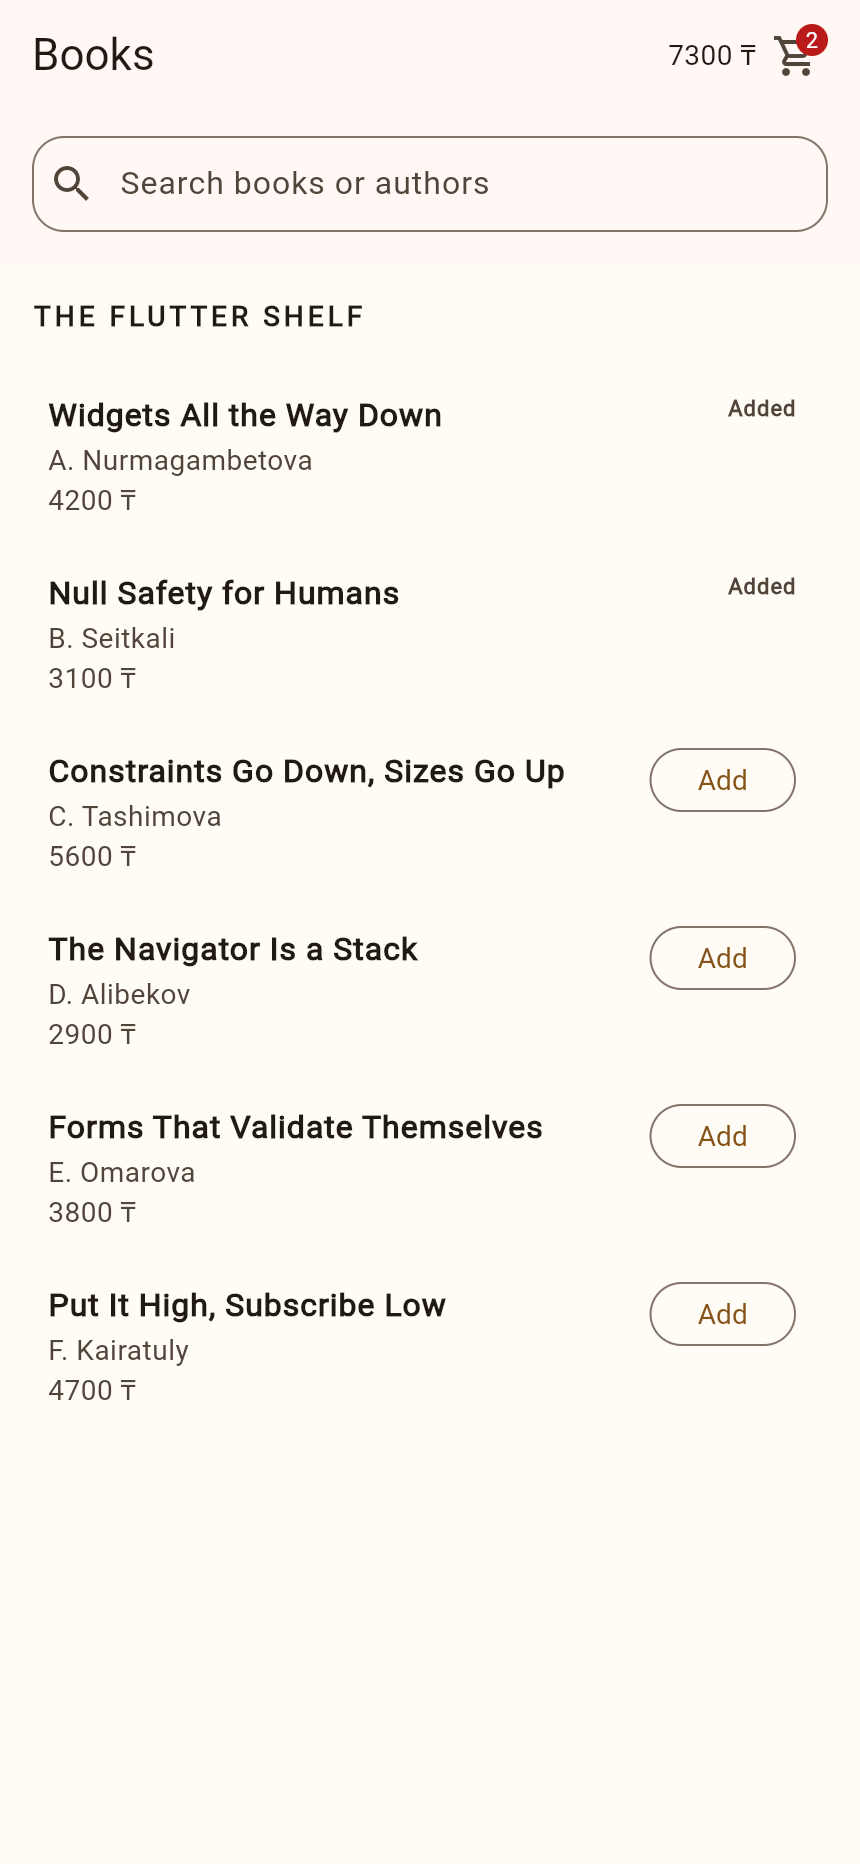 Books
7300 ₸
2
Search books or authors
THE FLUTTER SHELF
Widgets All the Way Down
Added
A. Nurmagambetova
4200 ₸
Null Safety for Humans
Added
B. Seitkali
3100 ₸
Constraints Go Down, Sizes Go Up
Add
C. Tashimova
5600 ₸
The Navigator Is a Stack
Add
D. Alibekov
2900 ₸
Forms That Validate Themselves
Add
E. Omarova
3800 ₸
Put It High, Subscribe Low
Add
F. Kairatuly
4700 ₸